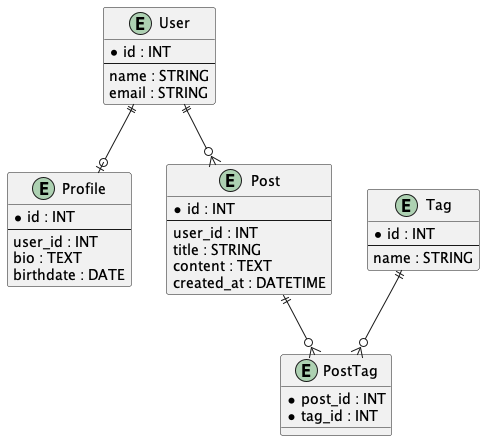 E User
* id : INT
name : STRING
email : STRING
E Profile
* id : INT
user_id : INT
bio : TEXT
birthdate : DATE
E Post
* id : INT
user_id : INT
title : STRING
content : TEXT
created_at : DATETIME
E Tag
* id : INT
name : STRING
E PostTag
* post_id : INT
* tag_id : INT